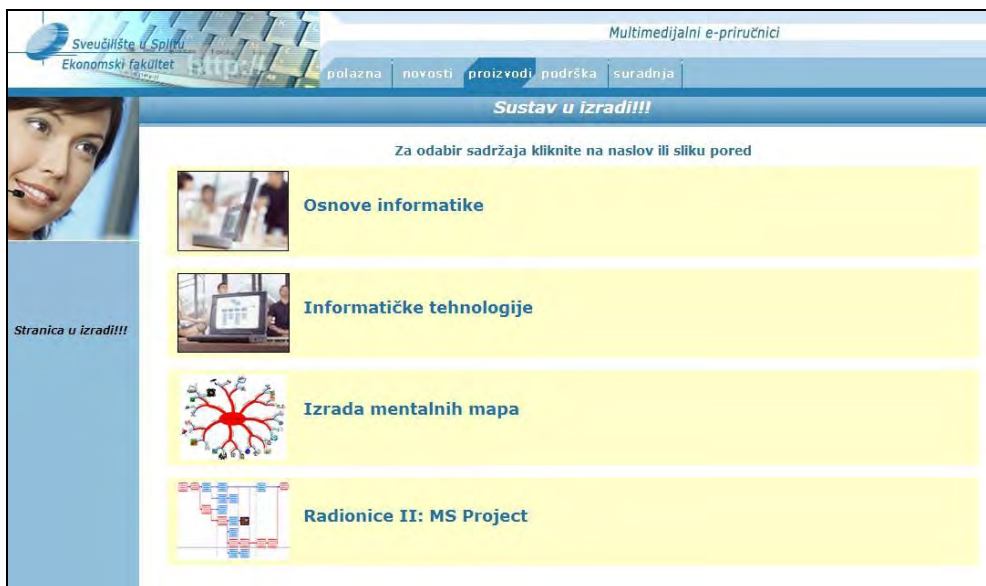 Sveučilište u Splitu
Ekonomski fakultet
http://
Multimedijalni e-priručnici
polazna
novosti
proizvodi
podrška
suradnja
Sustav u izradi!!!
Za odabir sadržaja kliknite na naslov ili sliku pored
Osnove informatike
Informatičke tehnologije
Stranica u izradi!!!
Izrada mentalnih mapa
Radionice II: MS Project